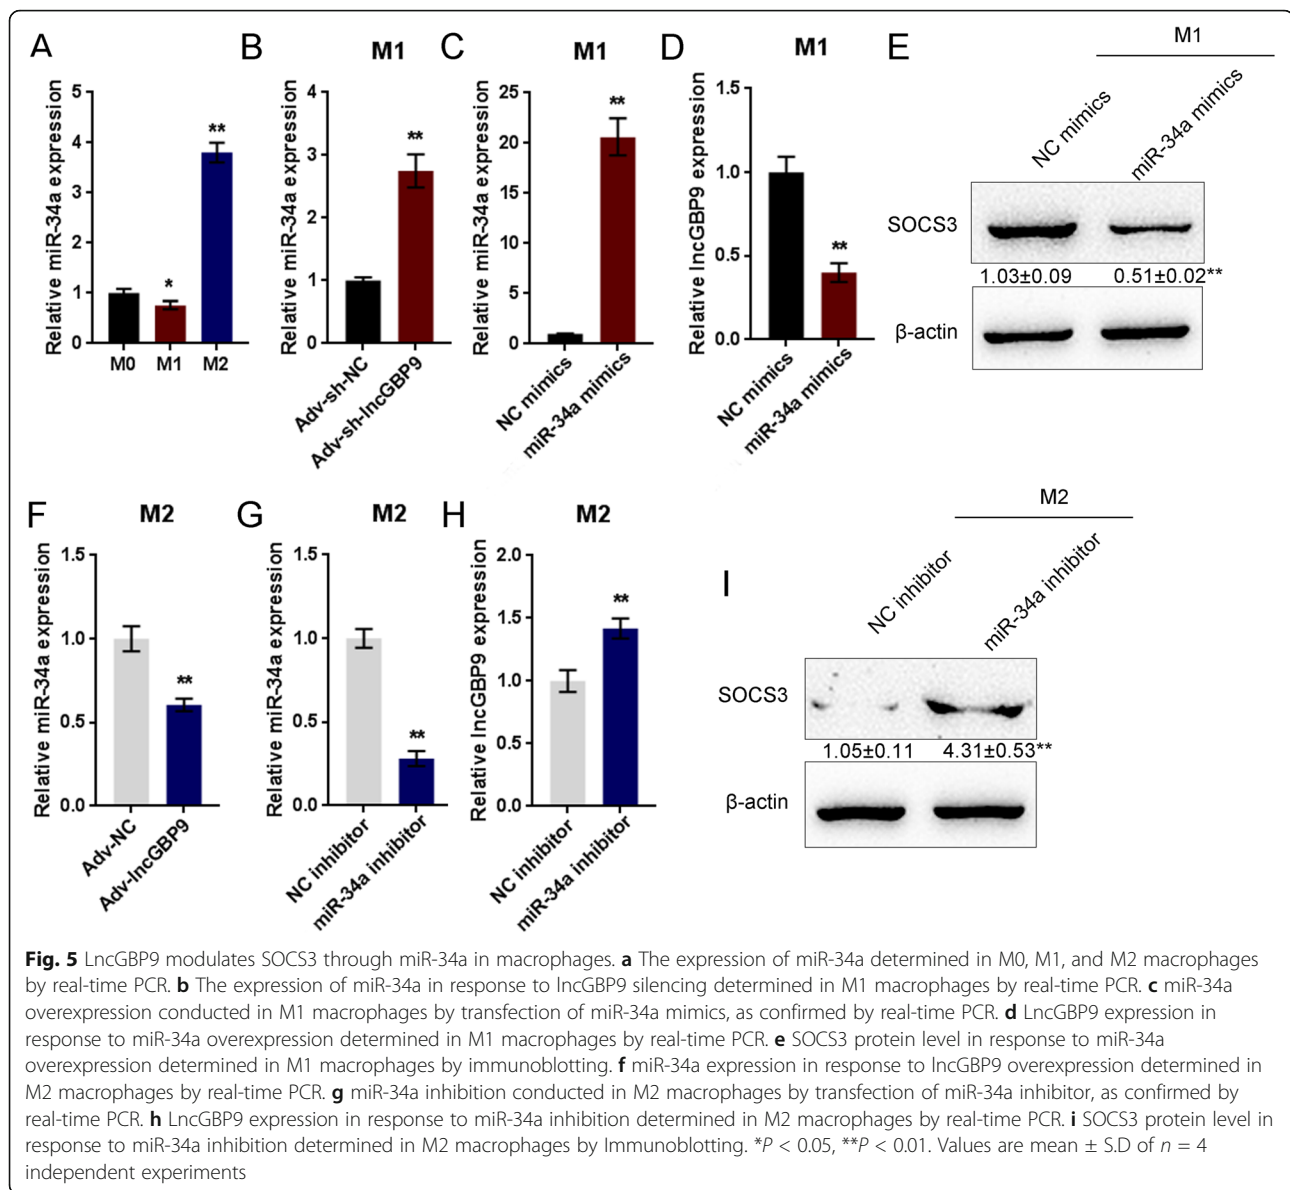 A
Relative miR-34a expression
5
4
3
2
1
0
**
*
M0 M1 M2
B
M1
Relative miR-34a expression
4
3
2
1
0
**
Adv-sh-NC
Adv-sh-lncGBP9
C
M1
Relative miR-34a expression
25
20
15
10
5
0
**
NC mimics
miR-34a mimics
D
M1
Relative lncGBP9 expression
1.5
1.0
0.5
0.0
**
NC mimics
miR-34a mimics
E
M1
NC mimics
miR-34a mimics
SOCS3
1.03±0.09 0.51±0.02**
β-actin
F
M2
Relative miR-34a expression
1.5
1.0
0.5
0.0
**
Adv-NC
Adv-lncGBP9
G
M2
Relative miR-34a expression
1.5
1.0
0.5
0.0
**
NC inhibitor
miR-34a inhibitor
H
M2
Relative lncGBP9 expression
2.0
1.5
1.0
0.5
0.0
**
NC inhibitor
miR-34a inhibitor
I
M2
NC inhibitor
miR-34a inhibitor
SOCS3
1.05±0.11 4.31±0.53**
β-actin
Fig. 5 LncGBP9 modulates SOCS3 through miR-34a in macrophages. a The expression of miR-34a determined in M0, M1, and M2 macrophages
by real-time PCR. b The expression of miR-34a in response to lncGBP9 silencing determined in M1 macrophages by real-time PCR. c miR-34a
overexpression conducted in M1 macrophages by transfection of miR-34a mimics, as confirmed by real-time PCR. d LncGBP9 expression in
response to miR-34a overexpression determined in M1 macrophages by real-time PCR. e SOCS3 protein level in response to miR-34a
overexpression determined in M1 macrophages by immunoblotting. f miR-34a expression in response to lncGBP9 overexpression determined in
M2 macrophages by real-time PCR. g miR-34a inhibition conducted in M2 macrophages by transfection of miR-34a inhibitor, as confirmed by
real-time PCR. h LncGBP9 expression in response to miR-34a inhibition determined in M2 macrophages by real-time PCR. i SOCS3 protein level in
response to miR-34a inhibition determined in M2 macrophages by Immunoblotting. *P < 0.05, **P < 0.01. Values are mean ± S.D of n = 4
independent experiments